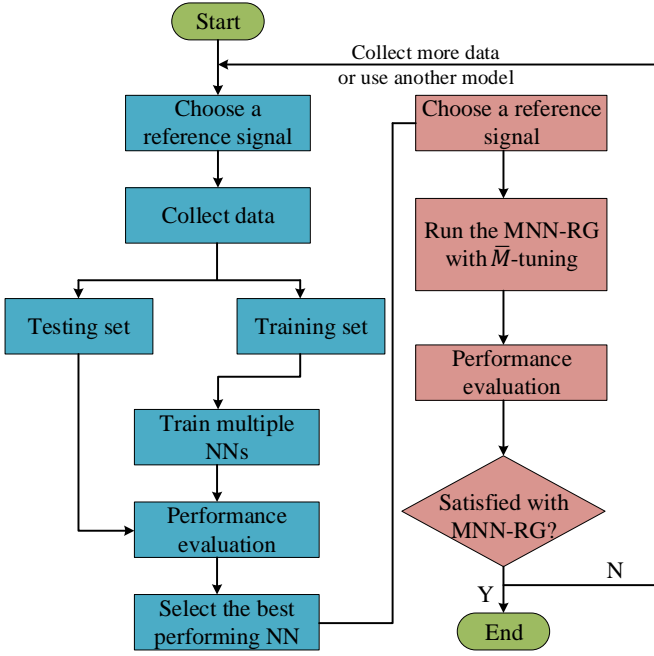 Start
Collect more data
or use another model
Choose a
reference signal
Collect data
Testing set
Training set
Train multiple
NNs
Performance
evaluation
Select the best
performing NN
Choose a reference
signal
Run the MNN-RG
with M̅-tuning
Performance
evaluation
Satisfied with
MNN-RG?
Y
N
End